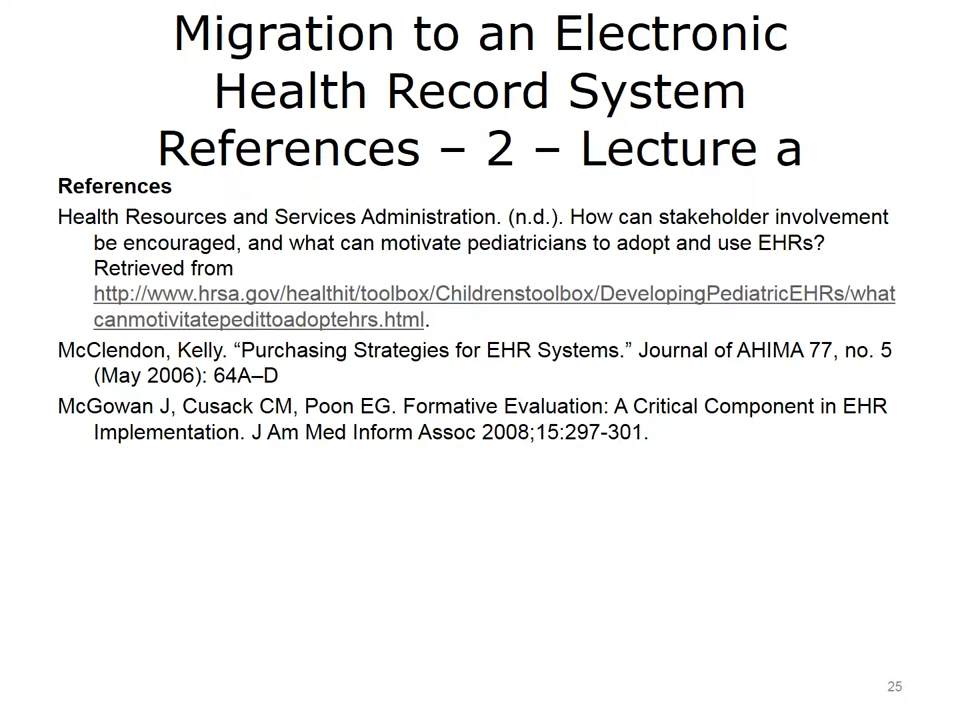 Migration to an Electronic
Health Record System
References – 2 – Lecture a
References
Health Resources and Services Administration. (n.d.). How can stakeholder involvement
be encouraged, and what can motivate pediatricians to adopt and use EHRs?
Retrieved from
http://www.hrsa.gov/healthit/toolbox/Childrenstoolbox/DevelopingPediatricEHRs/what
canmotivitatepedittoadoptehrs.html.
McClendon, Kelly. “Purchasing Strategies for EHR Systems.” Journal of AHIMA 77, no. 5
(May 2006): 64A–D
McGowan J, Cusack CM, Poon EG. Formative Evaluation: A Critical Component in EHR
Implementation. J Am Med Inform Assoc 2008;15:297-301.
25